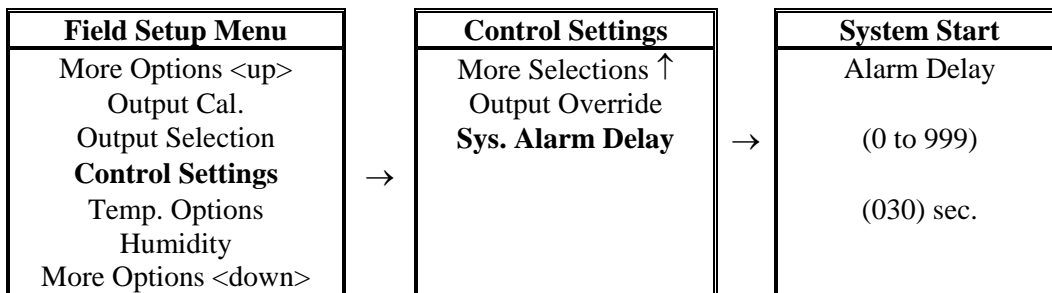 Field Setup Menu
More Options <up>
Output Cal.
Output Selection
Control Settings
Temp. Options
Humidity
More Options <down>
→
Control Settings
More Selections ↑
Output Override
Sys. Alarm Delay
→
System Start
Alarm Delay
(0 to 999)
(030) sec.